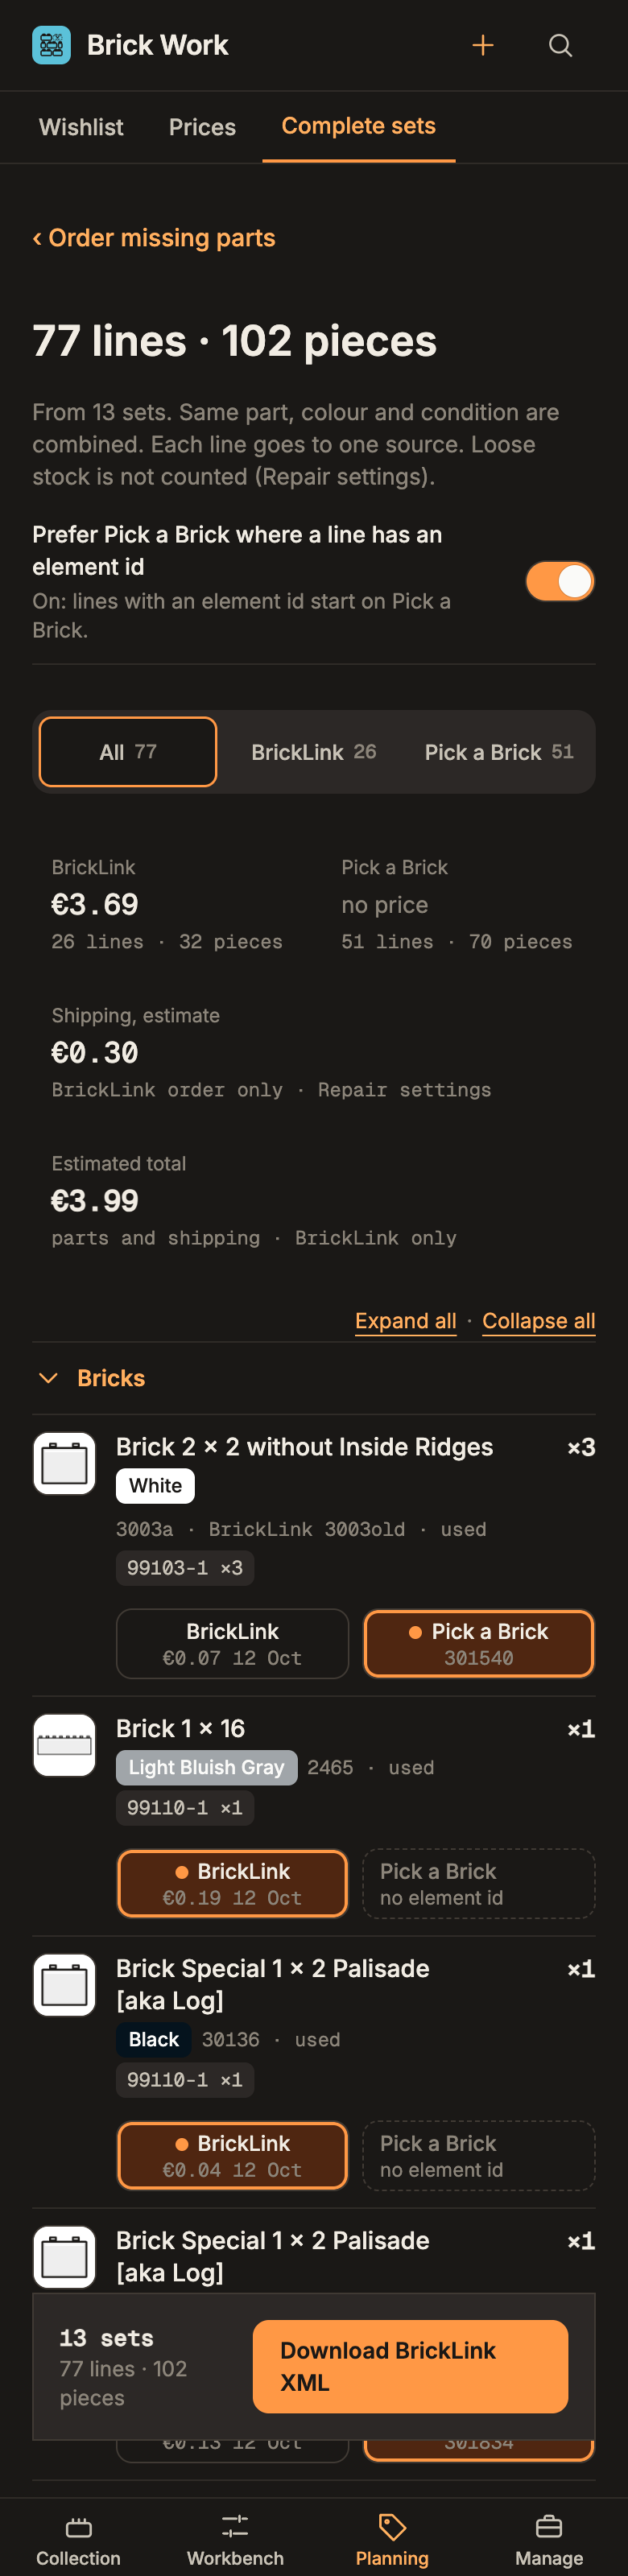 Brick Work
Wishlist Prices Complete sets
‹ Order missing parts
77 lines · 102 pieces
From 13 sets. Same part, colour and condition are
combined. Each line goes to one source. Loose
stock is not counted (Repair settings).
Prefer Pick a Brick where a line has an
element id
On: lines with an element id start on Pick a
Brick.
All 77 BrickLink 26 Pick a Brick 51
BrickLink
€3.69
26 lines · 32 pieces
Pick a Brick
no price
51 lines · 70 pieces
Shipping, estimate
€0.30
BrickLink order only · Repair settings
Estimated total
€3.99
parts and shipping · BrickLink only
Expand all · Collapse all
Bricks
Brick 2 × 2 without Inside Ridges ×3
White
3003a · BrickLink 3003old · used
99103-1 ×3
BrickLink
€0.07 12 Oct
Pick a Brick
301540
Brick 1 × 16 ×1
Light Bluish Gray 2465 · used
99110-1 ×1
BrickLink
€0.19 12 Oct
Pick a Brick
no element id
Brick Special 1 × 2 Palisade ×1
[aka Log]
Black 30136 · used
99110-1 ×1
BrickLink
€0.04 12 Oct
Pick a Brick
no element id
Brick Special 1 × 2 Palisade ×1
[aka Log]
13 sets
77 lines · 102
pieces
Download BrickLink
XML
€0.13 12 Oct
301834
Collection Workbench Planning Manage